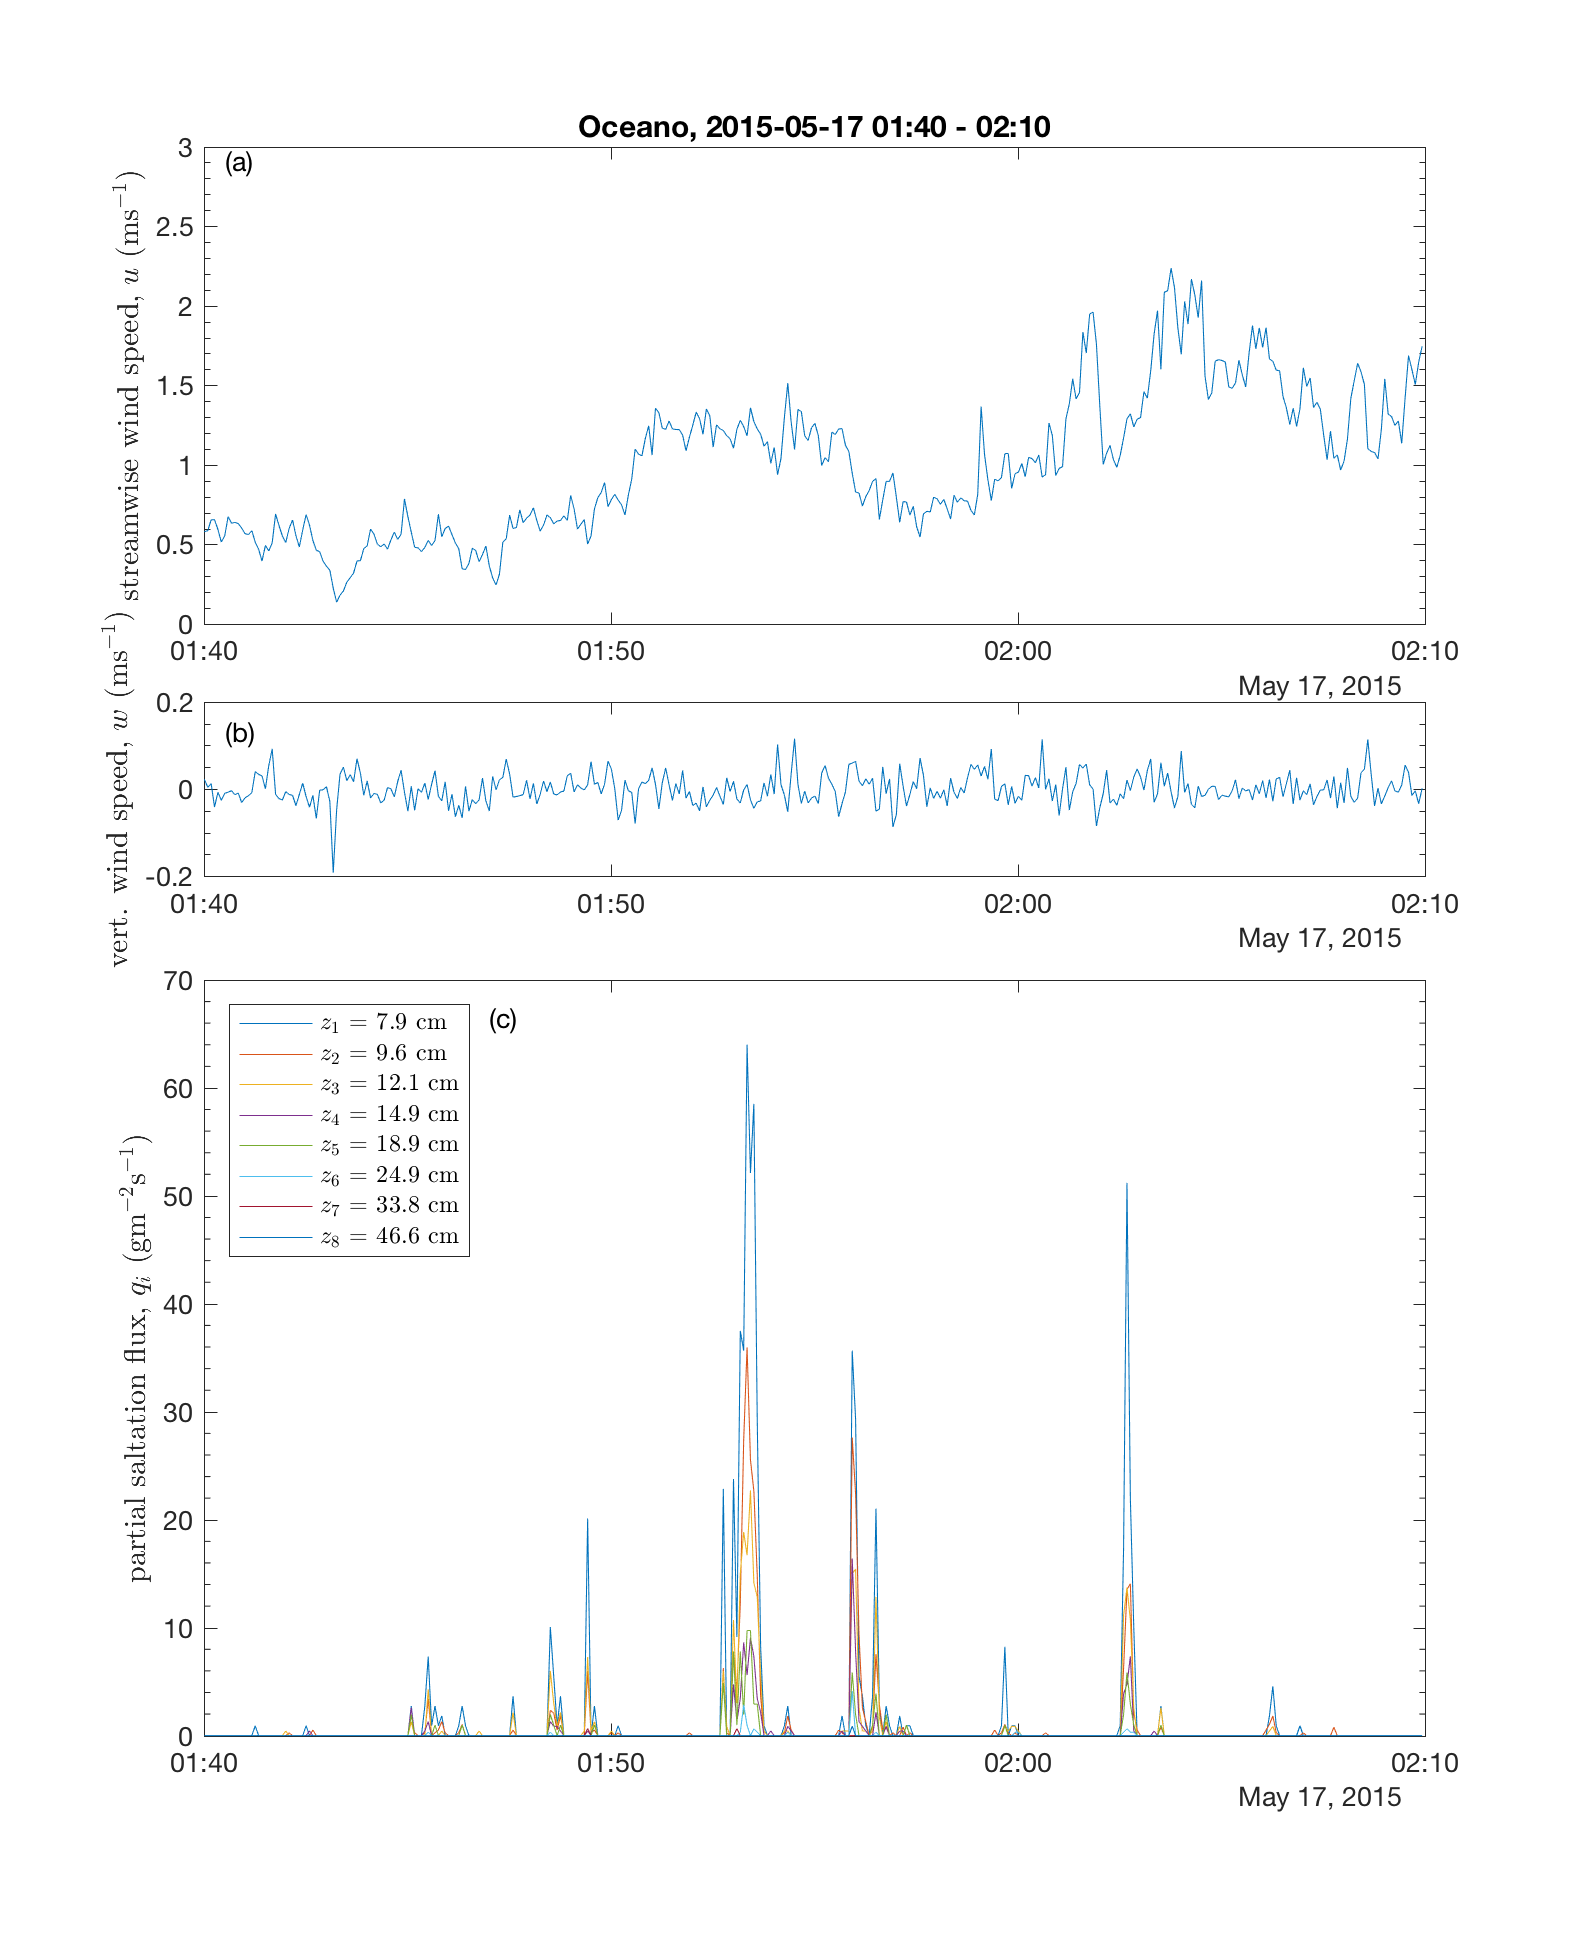 Oceano, 2015-05-17 01:40 - 02:10
(a)
streamwise wind speed, u (ms⁻¹)
3
2.5
2
1.5
1
0.5
0
01:40 01:50 02:00 02:10
May 17, 2015
(b)
vert. wind speed, w (ms⁻¹)
0.2
0
-0.2
01:40 01:50 02:00 02:10
May 17, 2015
(c)
partial saltation flux, qᵢ (gm⁻²s⁻¹)
70
60
50
40
30
20
10
0
z₁ = 7.9 cm
z₂ = 9.6 cm
z₃ = 12.1 cm
z₄ = 14.9 cm
z₅ = 18.9 cm
z₆ = 24.9 cm
z₇ = 33.8 cm
z₈ = 46.6 cm
01:40 01:50 02:00 02:10
May 17, 2015